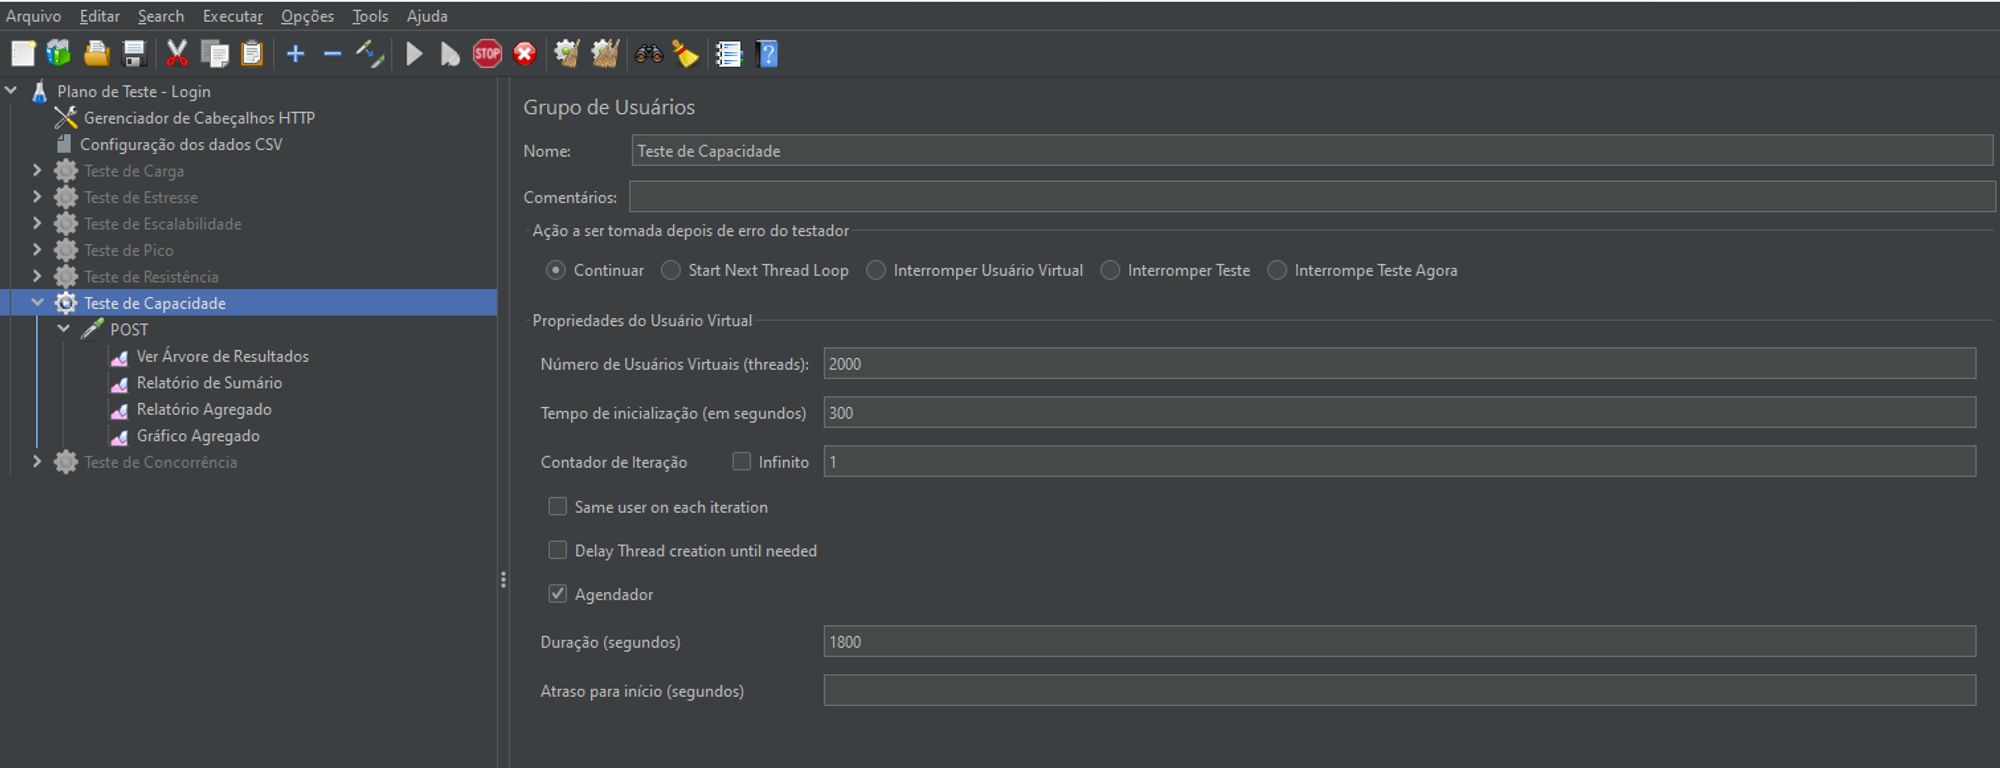 Arquivo Editar Search Executar Opções Tools Ajuda
STOP
Plano de Teste - Login
Gerenciador de Cabeçalhos HTTP
Configuração dos dados CSV
Teste de Carga
Teste de Estresse
Teste de Escalabilidade
Teste de Pico
Teste de Resistência
Teste de Capacidade
POST
Ver Árvore de Resultados
Relatório de Sumário
Relatório Agregado
Gráfico Agregado
Teste de Concorrência
Grupo de Usuários
Nome: Teste de Capacidade
Comentários:
Ação a ser tomada depois de erro do testador
Continuar Start Next Thread Loop Interromper Usuário Virtual Interromper Teste Interrompe Teste Agora
Propriedades do Usuário Virtual
Número de Usuários Virtuais (threads): 2000
Tempo de inicialização (em segundos) 300
Contador de Iteração Infinito 1
Same user on each iteration
Delay Thread creation until needed
Agendador
Duração (segundos) 1800
Atraso para início (segundos)